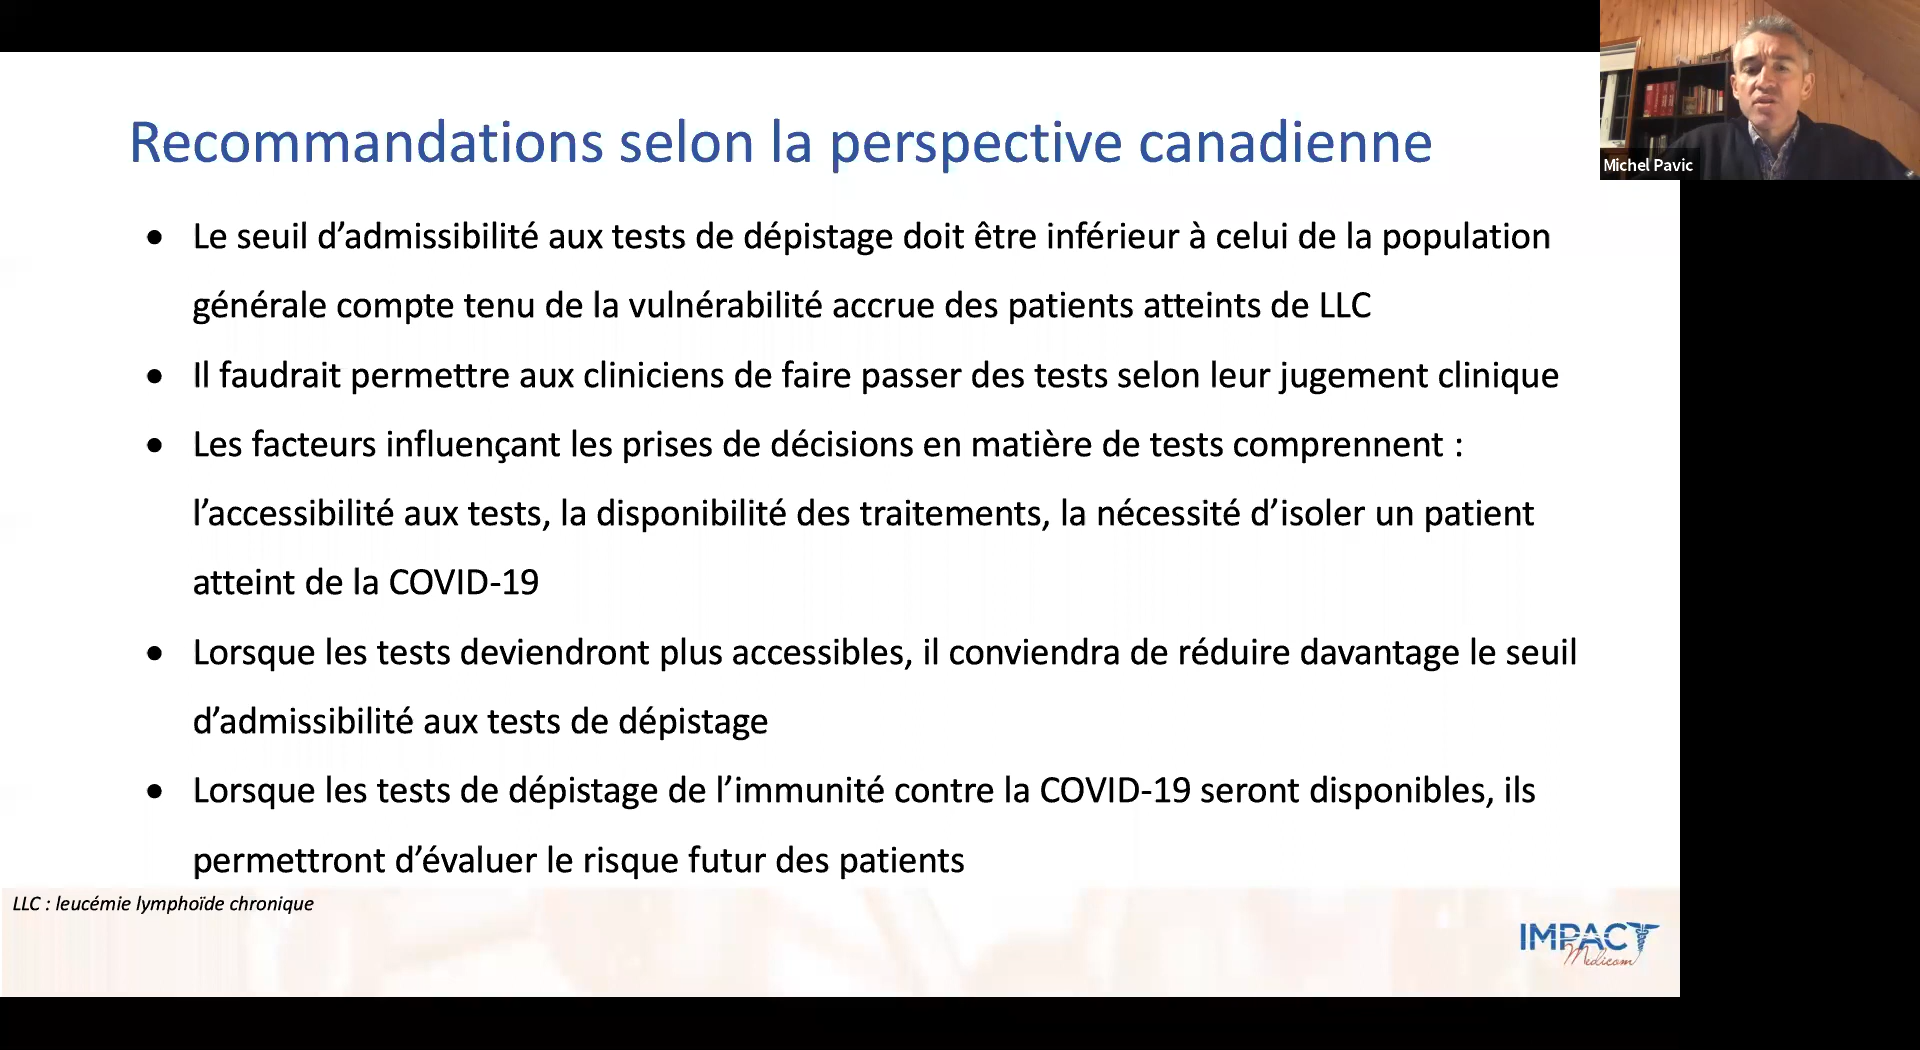 Recommandations selon la perspective canadienne
Michel Pavic
• Le seuil d’admissibilité aux tests de dépistage doit être inférieur à celui de la population
générale compte tenu de la vulnérabilité accrue des patients atteints de LLC
• Il faudrait permettre aux cliniciens de faire passer des tests selon leur jugement clinique
• Les facteurs influençant les prises de décisions en matière de tests comprennent :
l’accessibilité aux tests, la disponibilité des traitements, la nécessité d’isoler un patient
atteint de la COVID-19
• Lorsque les tests deviendront plus accessibles, il conviendra de réduire davantage le seuil
d’admissibilité aux tests de dépistage
• Lorsque les tests de dépistage de l’immunité contre la COVID-19 seront disponibles, ils
permettront d’évaluer le risque futur des patients
LLC : leucémie lymphoïde chronique
IMPACT
Medicom